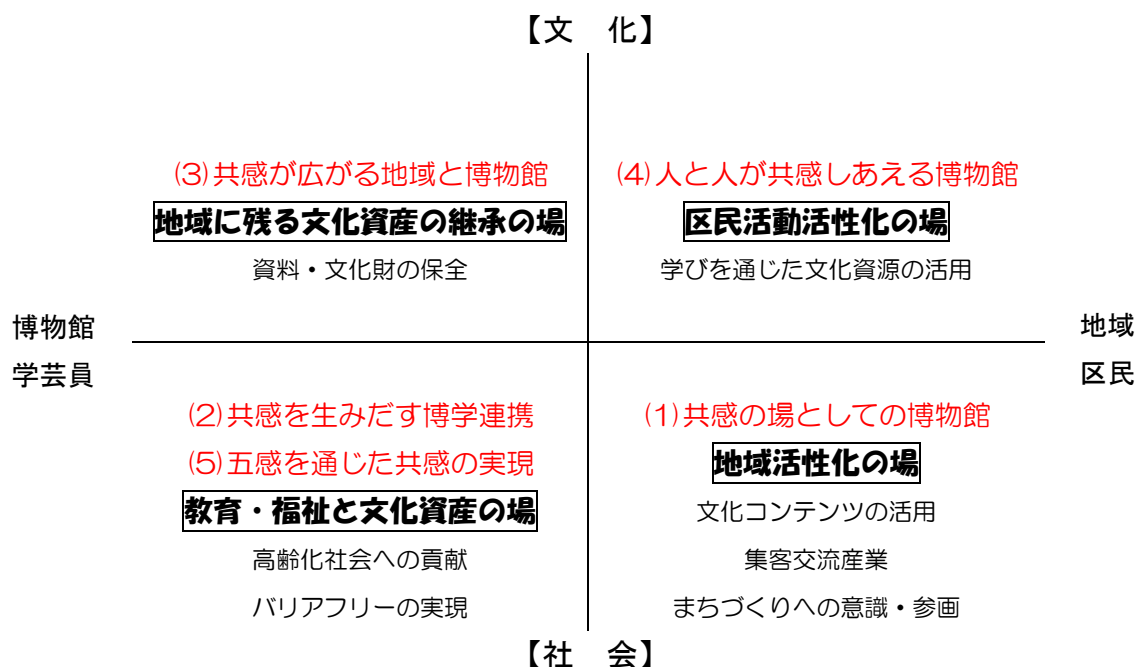 【文　化】
(3)共感が広がる地域と博物館
地域に残る文化資産の継承の場
資料・文化財の保全
(4)人と人が共感しあえる博物館
区民活動活性化の場
学びを通じた文化資源の活用
博物館
学芸員
地域
区民
(2)共感を生みだす博学連携
(5)五感を通じた共感の実現
教育・福祉と文化資産の場
高齢化社会への貢献
バリアフリーの実現
(1)共感の場としての博物館
地域活性化の場
文化コンテンツの活用
集客交流産業
まちづくりへの意識・参画
【社　会】